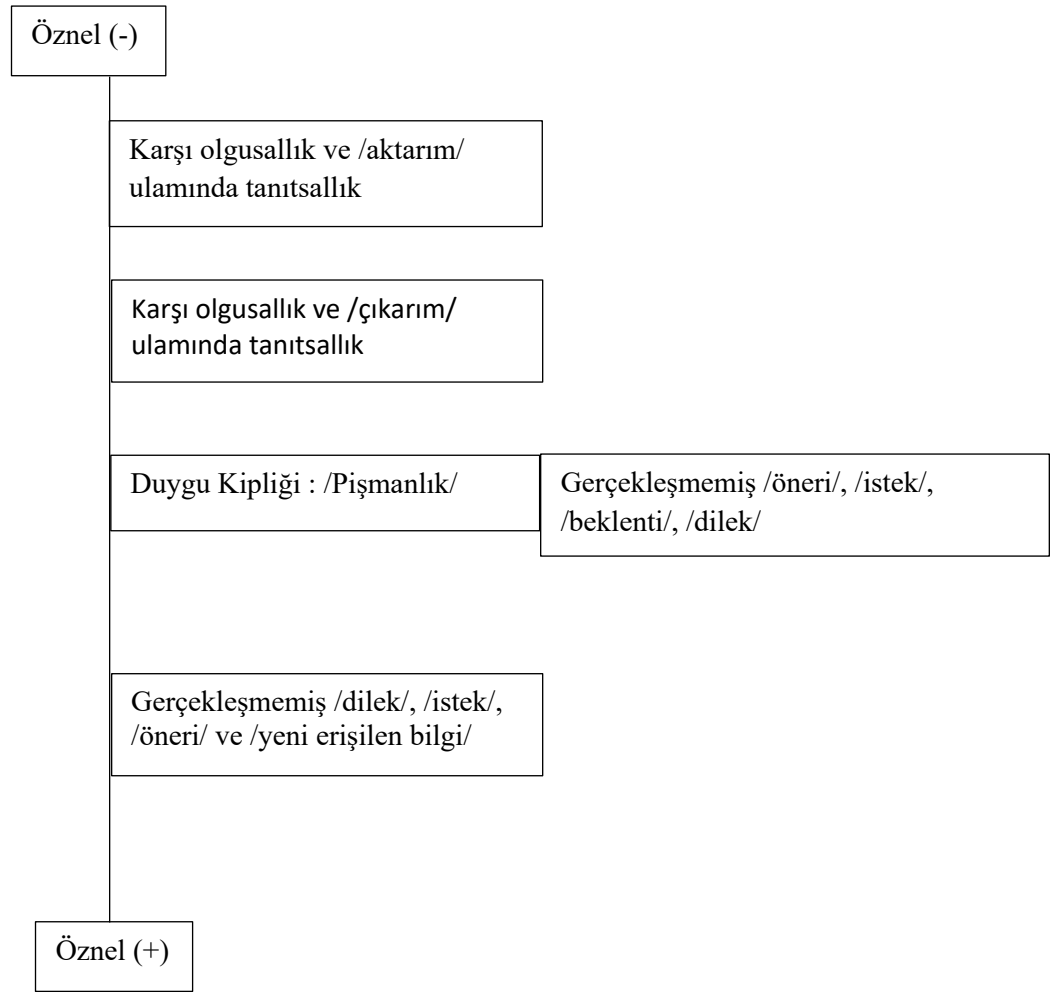 Öznel (-)
Karşı olgusallık ve /aktarım/
ulamında tanıtsallık
Karşı olgusallık ve /çıkarım/
ulamında tanıtsallık
Duygu Kipliği : /Pişmanlık/
Gerçekleşmemiş /öneri/, /istek/,
/beklenti/, /dilek/
Gerçekleşmemiş /dilek/, /istek/,
/öneri/ ve /yeni erişilen bilgi/
Öznel (+)